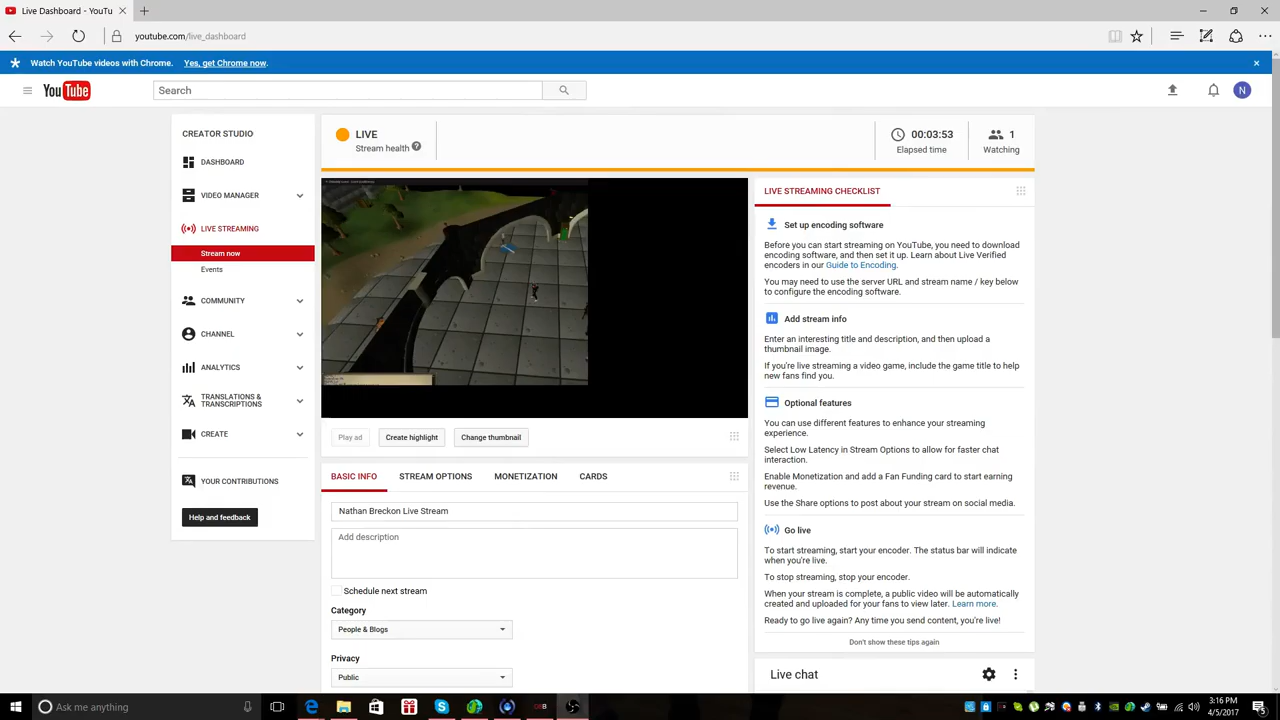 Live Dashboard - YouTu
youtube.com/live_dashboard
Watch YouTube videos with Chrome. Yes, get Chrome now.
YouTube
Search
N
CREATOR STUDIO
DASHBOARD
VIDEO MANAGER
LIVE STREAMING
Stream now
Events
COMMUNITY
CHANNEL
ANALYTICS
TRANSLATIONS &
TRANSCRIPTIONS
CREATE
YOUR CONTRIBUTIONS
Help and feedback
LIVE
Stream health ?
00:03:53
Elapsed time
1
Watching
Play ad
Create highlight
Change thumbnail
BASIC INFO
STREAM OPTIONS
MONETIZATION
CARDS
Nathan Breckon Live Stream
Add description
Schedule next stream
Category
People & Blogs
Privacy
Public
LIVE STREAMING CHECKLIST
Set up encoding software
Before you can start streaming on YouTube, you need to download
encoding software, and then set it up. Learn about Live Verified
encoders in our Guide to Encoding.
You may need to use the server URL and stream name / key below
to configure the encoding software.
Add stream info
Enter an interesting title and description, and then upload a
thumbnail image.
If you're live streaming a video game, include the game title to help
new fans find you.
Optional features
You can use different features to enhance your streaming
experience.
Select Low Latency in Stream Options to allow for faster chat
interaction.
Enable Monetization and add a Fan Funding card to start earning
revenue.
Use the Share options to post about your stream on social media.
Go live
To start streaming, start your encoder. The status bar will indicate
when you're live.
To stop streaming, stop your encoder.
When your stream is complete, a public video will be automatically
created and uploaded for your fans to view later. Learn more.
Ready to go live again? Any time you send content, you're live!
Don't show these tips again
Live chat
Ask me anything
3:16 PM
4/5/2017